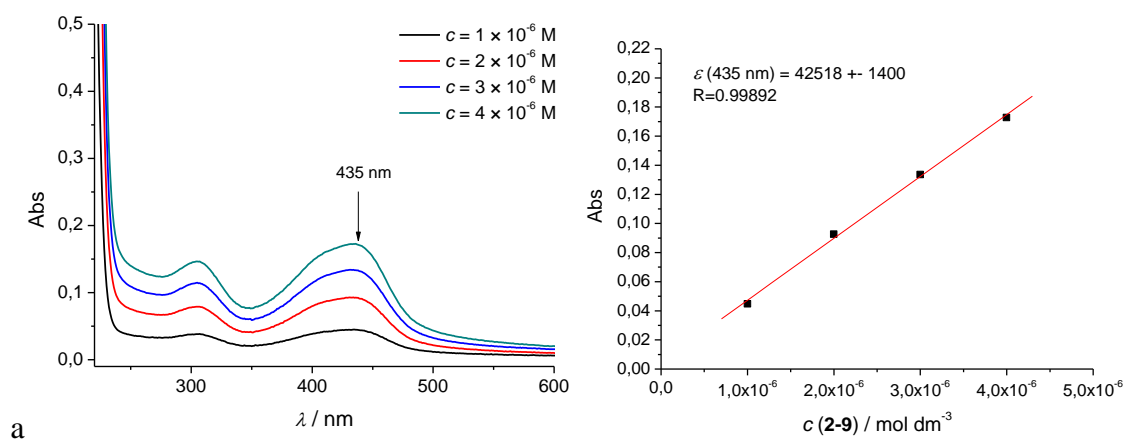 0,5
0,4
0,3
0,2
0,1
0,0
Abs
300
400
500
600
λ / nm
c = 1 × 10⁻⁶ M
c = 2 × 10⁻⁶ M
c = 3 × 10⁻⁶ M
c = 4 × 10⁻⁶ M
435 nm
a
0,22
0,20
0,18
0,16
0,14
0,12
0,10
0,08
0,06
0,04
0,02
0,00
Abs
ε (435 nm) = 42518 +- 1400
R=0.99892
0,0
1,0x10⁻⁶
2,0x10⁻⁶
3,0x10⁻⁶
4,0x10⁻⁶
5,0x10⁻⁶
c (2-9) / mol dm⁻³